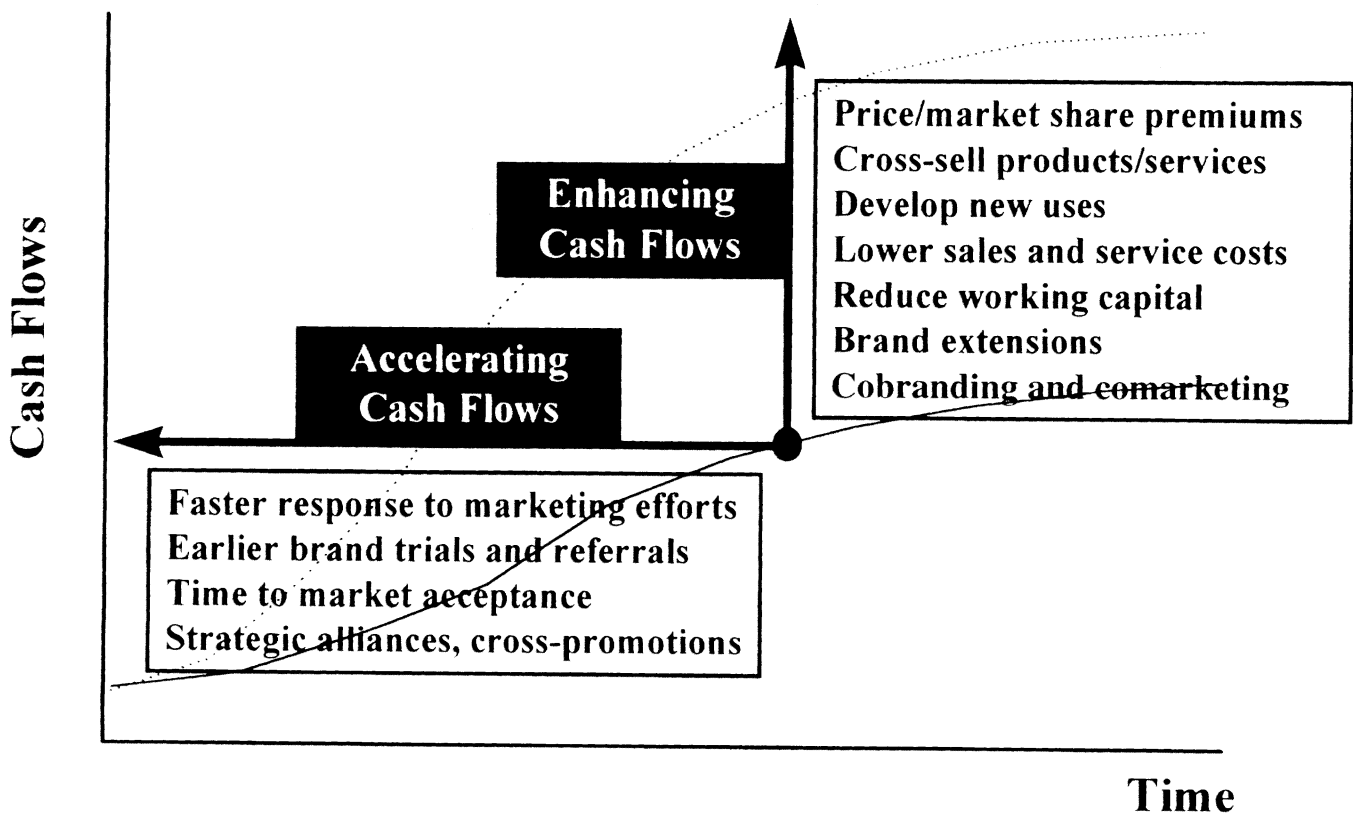 Cash Flows
Enhancing
Cash Flows
Accelerating
Cash Flows
Price/market share premiums
Cross-sell products/services
Develop new uses
Lower sales and service costs
Reduce working capital
Brand extensions
Cobranding and comarketing
Faster response to marketing efforts
Earlier brand trials and referrals
Time to market acceptance
Strategic alliances, cross-promotions
Time